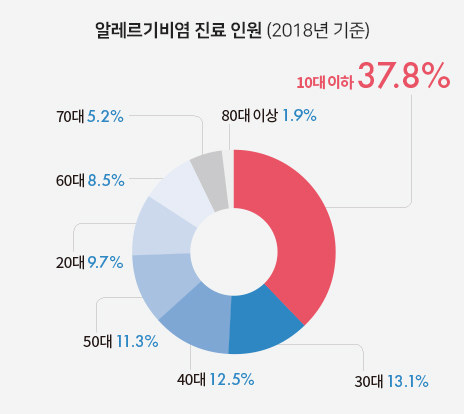 알레르기비염 진료 인원 (2018년 기준)
10대 이하 37.8%
70대 5.2%
80대 이상 1.9%
60대 8.5%
20대 9.7%
50대 11.3%
40대 12.5%
30대 13.1%